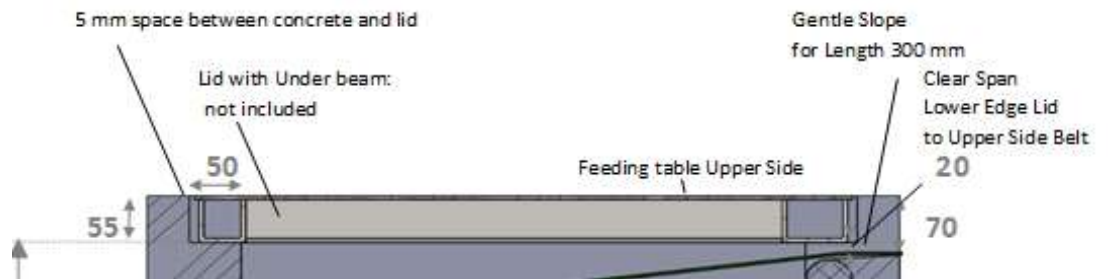 5 mm space between concrete and lid
Gentle Slope
for Length 300 mm
Lid with Under beam:
not included
Clear Span
Lower Edge Lid
to Upper Side Belt
50
Feeding table Upper Side
20
55
70